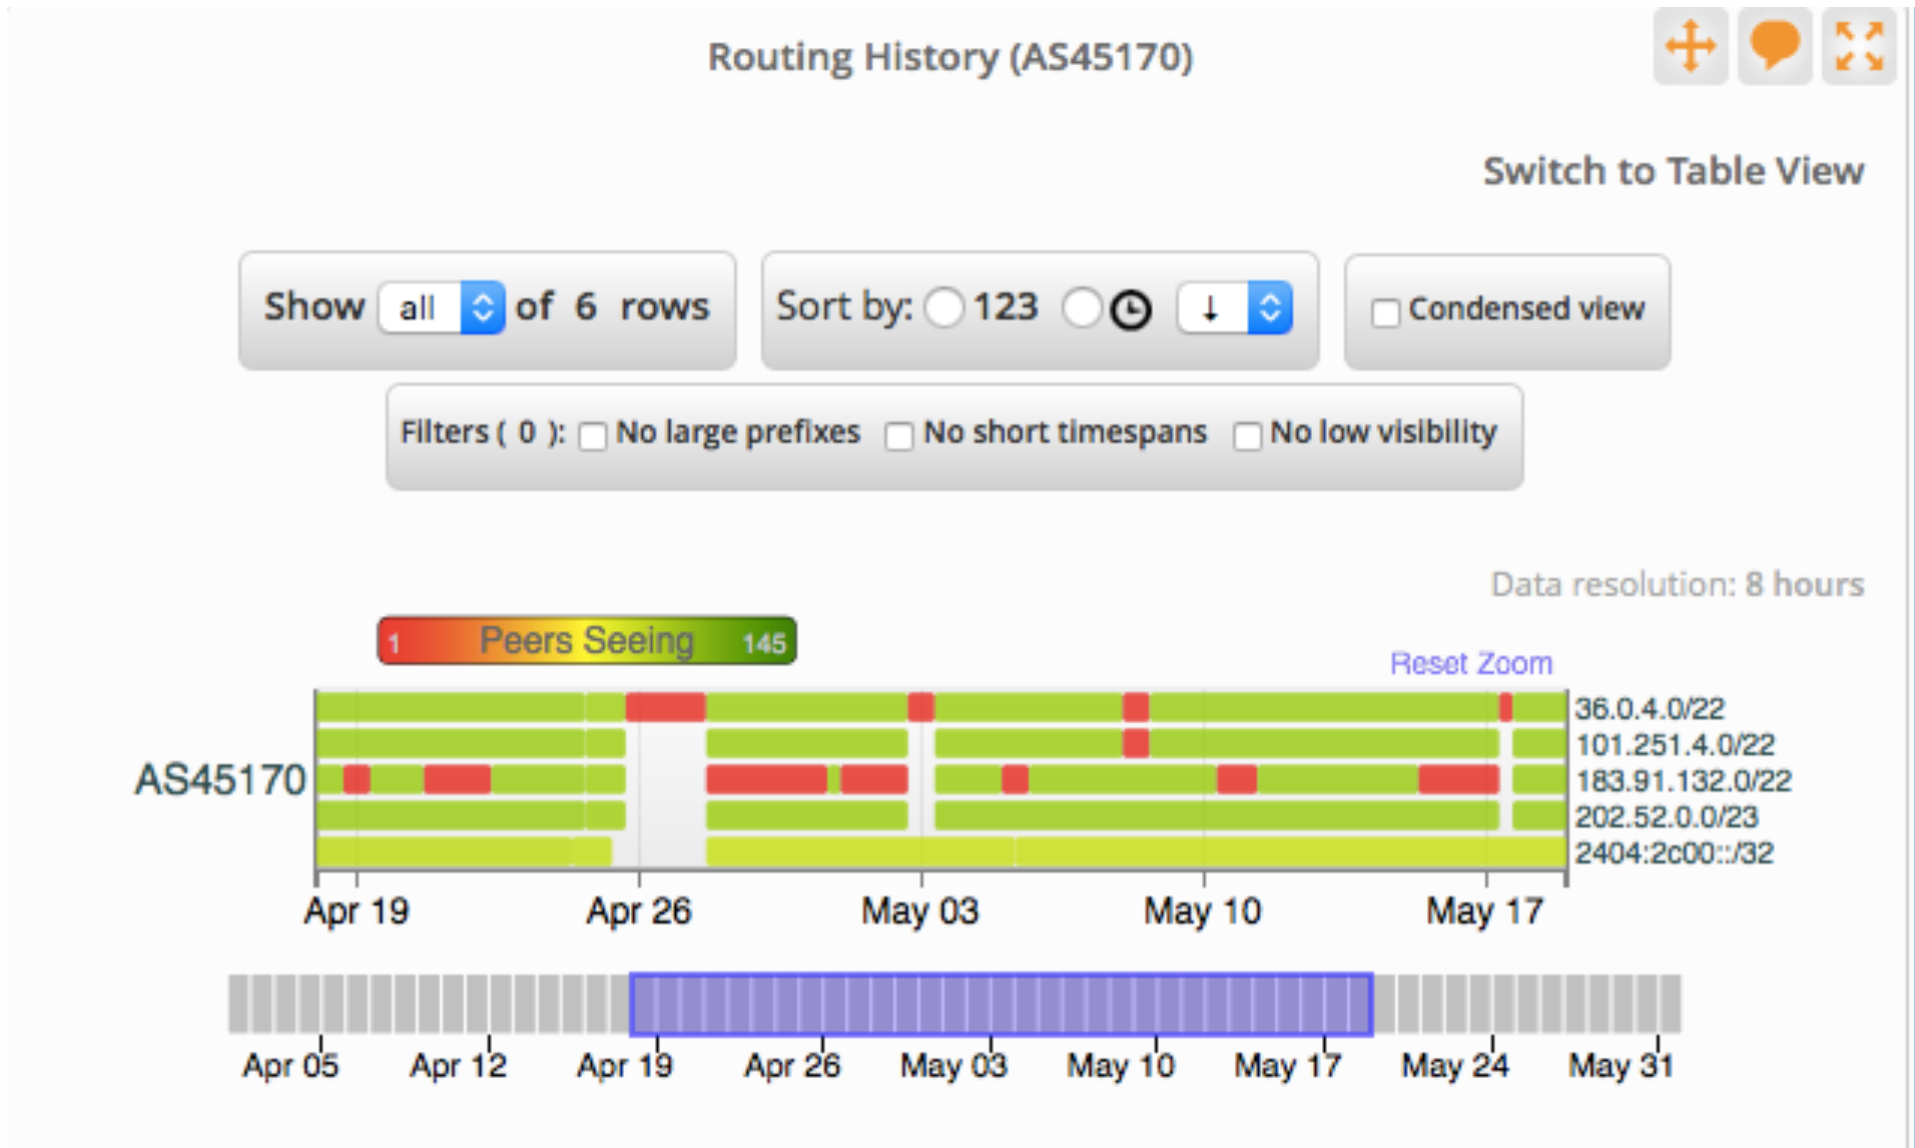 Routing History (AS45170)
Switch to Table View
Show all of 6 rows
Sort by: 123 ↓
Condensed view
Filters ( 0 ): No large prefixes No short timespans No low visibility
Data resolution: 8 hours
1 Peers Seeing 145
Reset Zoom
AS45170
36.0.4.0/22
101.251.4.0/22
183.91.132.0/22
202.52.0.0/23
2404:2c00::/32
Apr 19 Apr 26 May 03 May 10 May 17
Apr 05 Apr 12 Apr 19 Apr 26 May 03 May 10 May 17 May 24 May 31